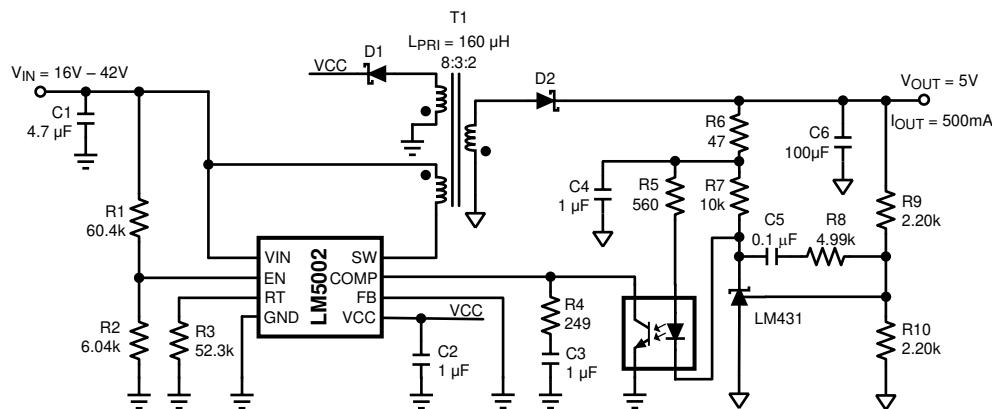 T1
L_PRI = 160 µH
8:3:2
D1
VCC
D2
V_IN = 16V – 42V
V_OUT = 5V
I_OUT = 500mA
C1
4.7 µF
R6
47
C6
100µF
C4
1 µF
R5
560
R7
10k
R9
2.20k
R1
60.4k
C5
0.1 µF
R8
4.99k
LM5002
VIN
EN
RT
GND
SW
COMP
FB
VCC
VCC
R4
249
LM431
R2
6.04k
R3
52.3k
C2
1 µF
C3
1 µF
R10
2.20k